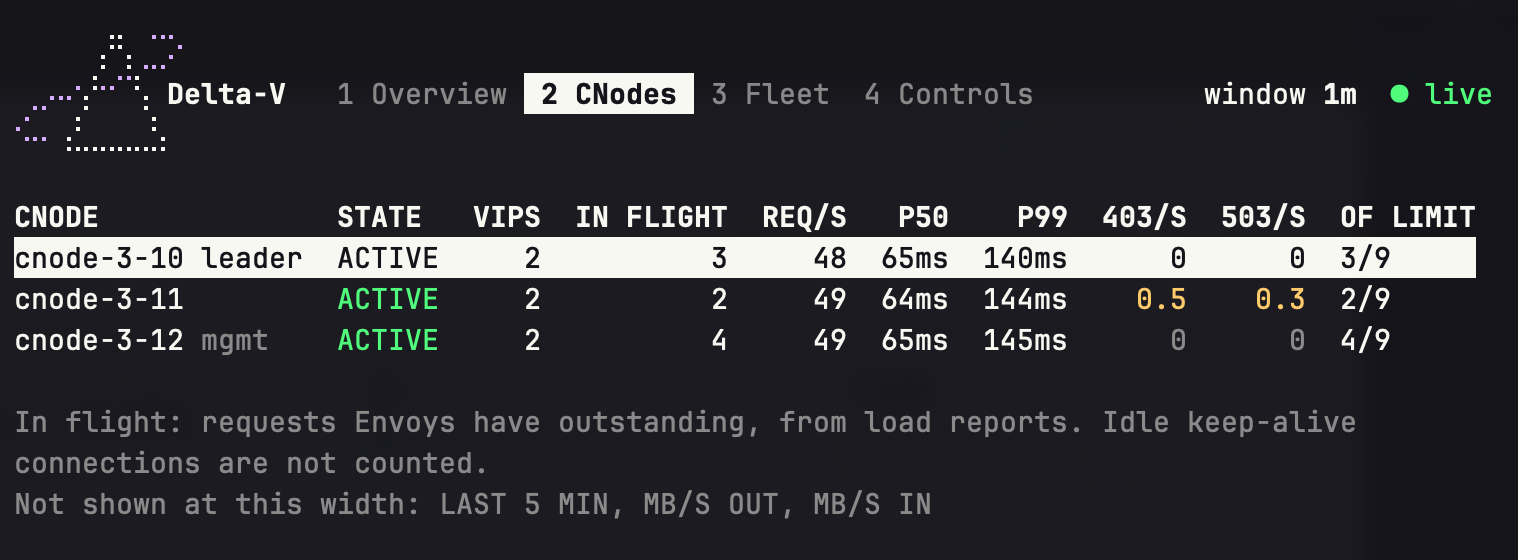 Delta-V 1 Overview 2 CNodes 3 Fleet 4 Controls window 1m ● live
CNODE STATE VIPS IN FLIGHT REQ/S P50 P99 403/S 503/S OF LIMIT
cnode-3-10 leader ACTIVE 2 3 48 65ms 140ms 0 0 3/9
cnode-3-11 ACTIVE 2 2 49 64ms 144ms 0.5 0.3 2/9
cnode-3-12 mgmt ACTIVE 2 4 49 65ms 145ms 0 0 4/9
In flight: requests Envoys have outstanding, from load reports. Idle keep-alive
connections are not counted.
Not shown at this width: LAST 5 MIN, MB/S OUT, MB/S IN